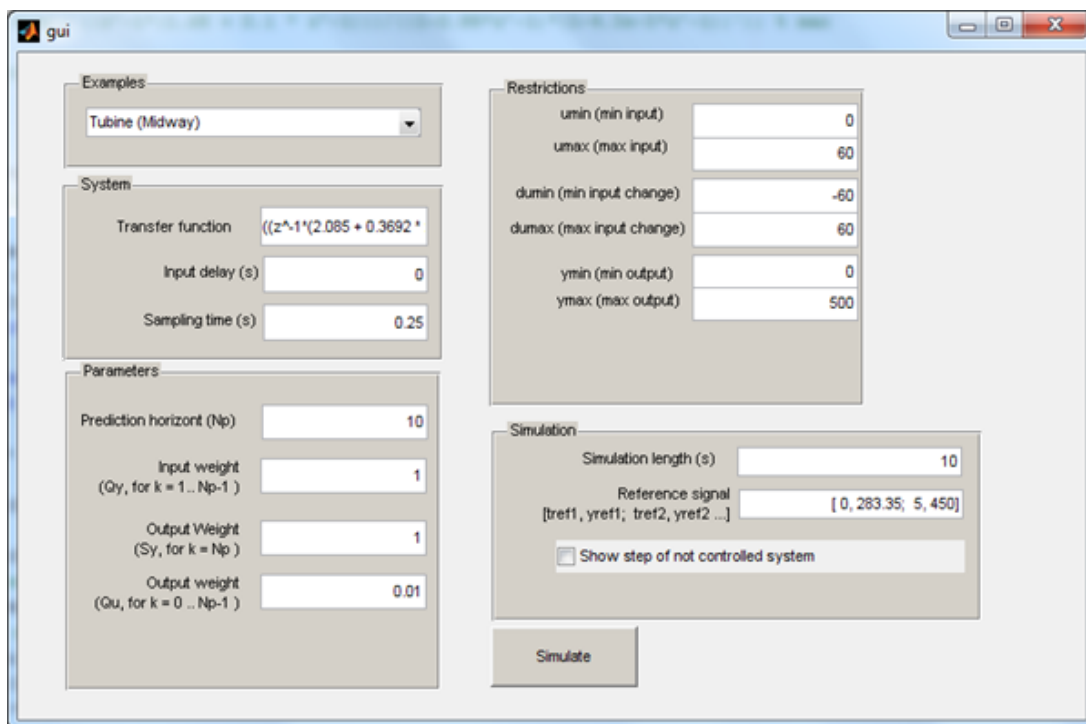 gui
Examples
Tubine (Midway)
System
Transfer function ((z^-1*(2.085 + 0.3692 *
Input delay (s) 0
Sampling time (s) 0.25
Parameters
Prediction horizont (Np) 10
Input weight
(Qy, for k = 1.. Np-1 ) 1
Output Weight
(Sy, for k = Np ) 1
Output weight
(Qu, for k = 0 .. Np-1 ) 0.01
Restrictions
umin (min input) 0
umax (max input) 60
dumin (min input change) -60
dumax (max input change) 60
ymin (min output) 0
ymax (max output) 500
Simulation
Simulation length (s) 10
Reference signal
[tref1, yref1; tref2, yref2 ...] [ 0, 283.35; 5, 450]
Show step of not controlled system
Simulate